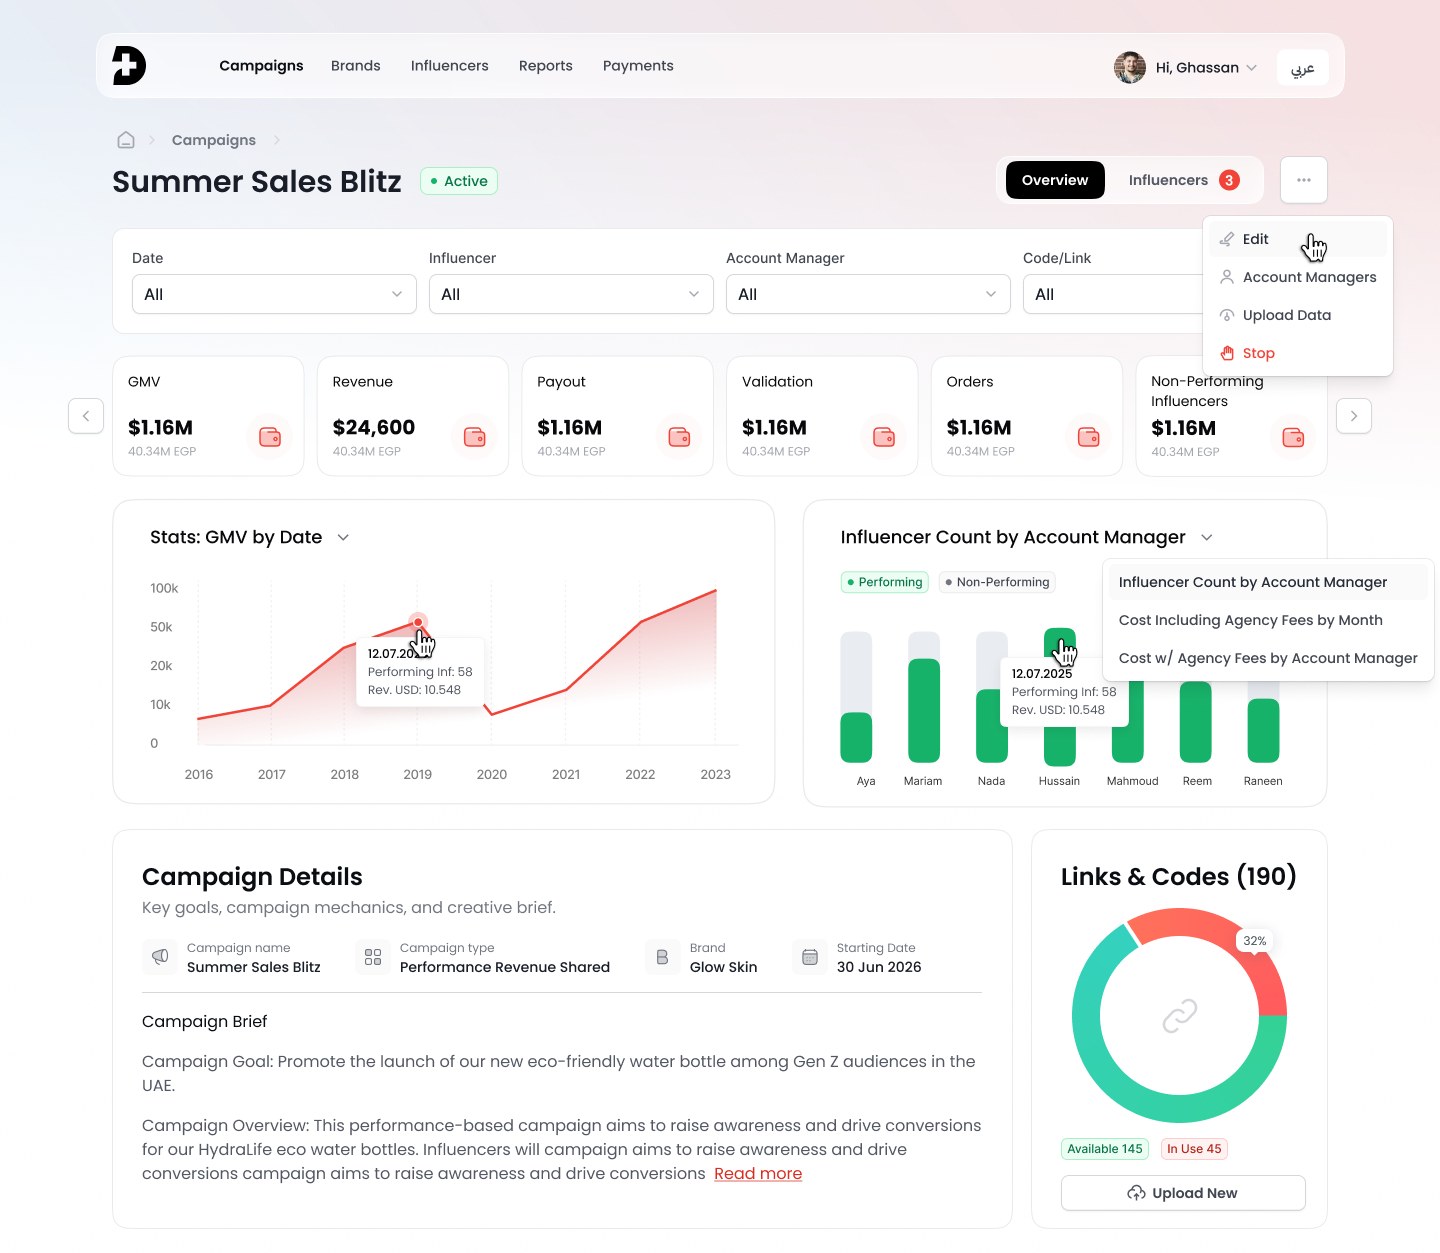 Campaigns
Brands
Influencers
Reports
Payments
Hi, Ghassan
عربي
Campaigns
Summer Sales Blitz
Active
Overview
Influencers 3
Edit
Account Managers
Upload Data
Stop
Date
Influencer
Account Manager
Code/Link
All
All
All
All
GMV
$1.16M
40.34M EGP
Revenue
$24,600
40.34M EGP
Payout
$1.16M
40.34M EGP
Validation
$1.16M
40.34M EGP
Orders
$1.16M
40.34M EGP
Non-Performing
Influencers
$1.16M
40.34M EGP
Stats: GMV by Date
100k
50k
20k
10k
0
12.07.20
Performing Inf: 58
Rev. USD: 10.548
2016
2017
2018
2019
2020
2021
2022
2023
Influencer Count by Account Manager
Performing
Non-Performing
Influencer Count by Account Manager
Cost Including Agency Fees by Month
Cost w/ Agency Fees by Account Manager
12.07.2025
Performing Inf: 58
Rev. USD: 10.548
Aya
Mariam
Nada
Hussain
Mahmoud
Reem
Raneen
Campaign Details
Key goals, campaign mechanics, and creative brief.
Campaign name
Summer Sales Blitz
Campaign type
Performance Revenue Shared
B
Brand
Glow Skin
Starting Date
30 Jun 2026
Campaign Brief
Campaign Goal: Promote the launch of our new eco-friendly water bottle among Gen Z audiences in the
UAE.
Campaign Overview: This performance-based campaign aims to raise awareness and drive conversions
for our HydraLife eco water bottles. Influencers will campaign aims to raise awareness and drive
conversions campaign aims to raise awareness and drive conversions Read more
Links & Codes (190)
32%
Available 145
In Use 45
Upload New